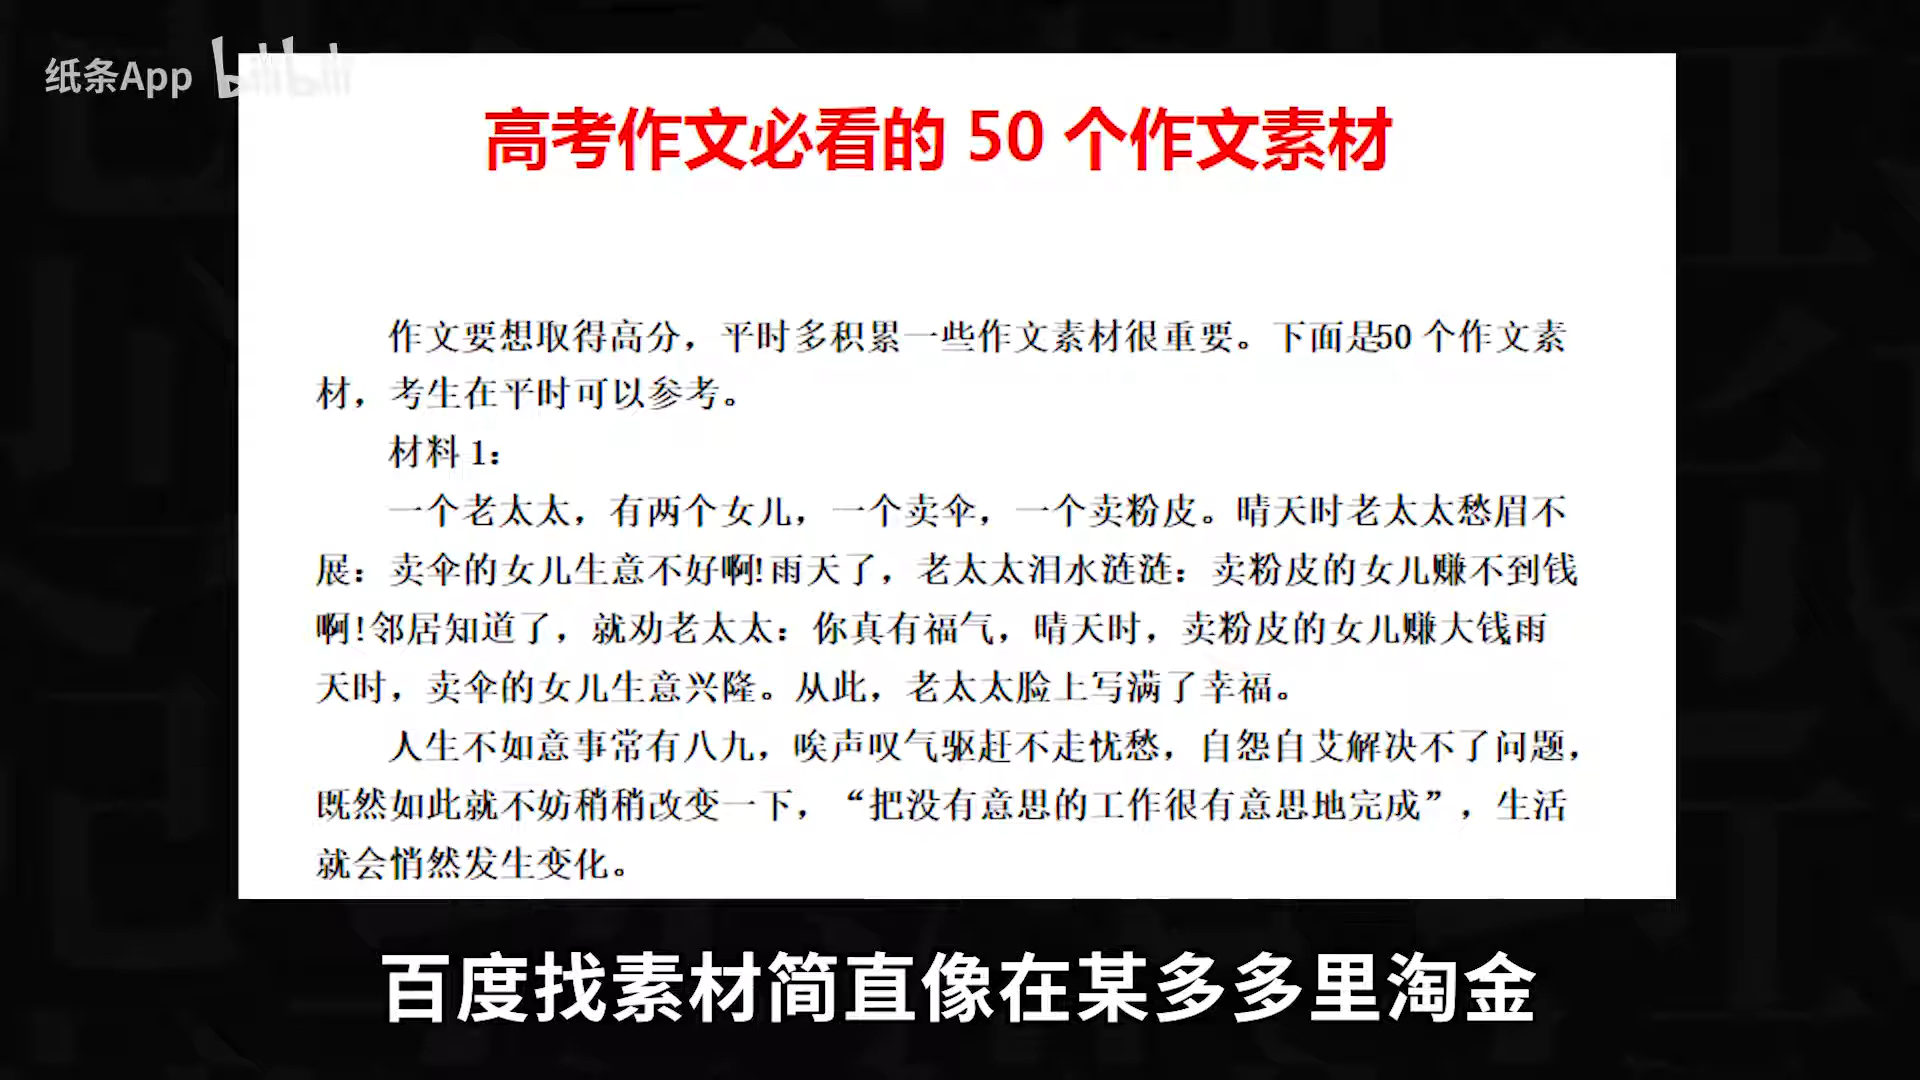 纸条App bilibili
高考作文必看的 50 个作文素材
作文要想取得高分，平时多积累一些作文素材很重要。下面是50 个作文素
材，考生在平时可以参考。
材料 1：
一个老太太，有两个女儿，一个卖伞，一个卖粉皮。晴天时老太太愁眉不
展：卖伞的女儿生意不好啊!雨天了，老太太泪水涟涟：卖粉皮的女儿赚不到钱
啊!邻居知道了，就劝老太太：你真有福气，晴天时，卖粉皮的女儿赚大钱雨
天时，卖伞的女儿生意兴隆。从此，老太太脸上写满了幸福。
人生不如意事常有八九，唉声叹气驱赶不走忧愁，自怨自艾解决不了问题，
既然如此就不妨稍稍改变一下，“把没有意思的工作很有意思地完成”，生活
就会悄然发生变化。
百度找素材简直像在某多多里淘金